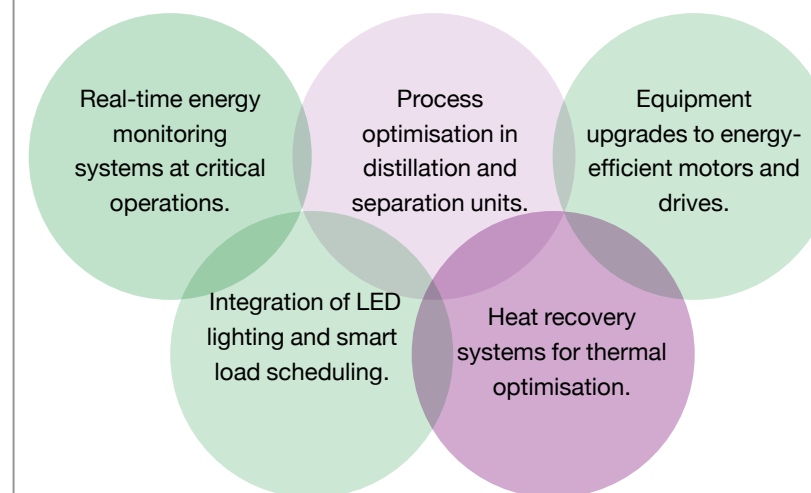 Real-time energy
monitoring
systems at critical
operations.
Process
optimisation in
distillation and
separation units.
Equipment
upgrades to energy-
efficient motors and
drives.
Integration of LED
lighting and smart
load scheduling.
Heat recovery
systems for thermal
optimisation.